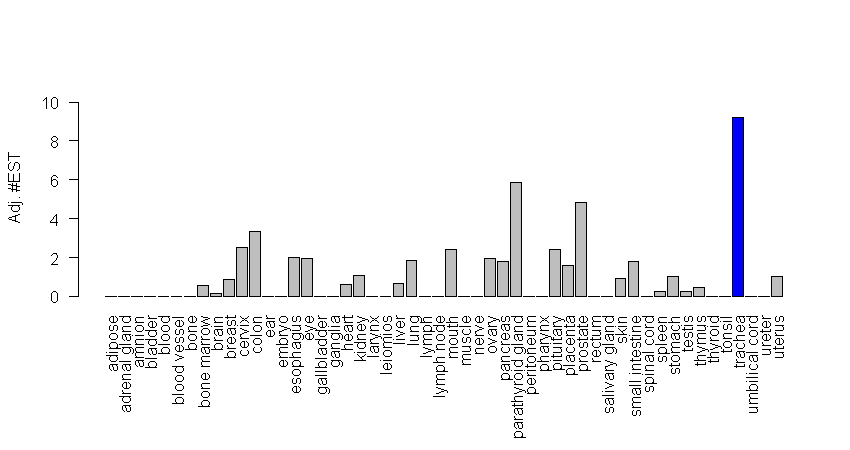 Adj. #EST
10
8
6
4
2
0
adipose
adrenal gland
amnion
bladder
blood
blood vessel
bone
bone marrow
brain
breast
cervix
colon
ear
embryo
esophagus
eye
gallbladder
ganglia
heart
kidney
larynx
leiomios
liver
lung
lymph
lymph node
mouth
muscle
nerve
ovary
pancreas
parathyroid gland
peritoneum
pharynx
pituitary
placenta
prostate
rectum
salivary gland
skin
small intestine
spinal cord
spleen
stomach
testis
thymus
thyroid
tonsil
trachea
umbilical cord
ureter
uterus